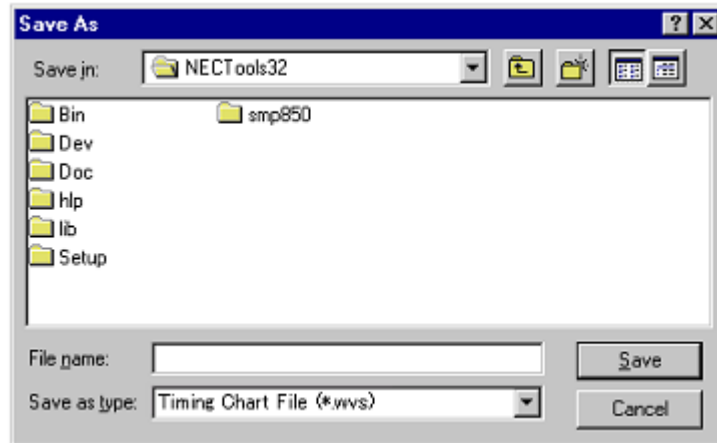 Save As
Save in: NECTools32
Bin smp850
Dev
Doc
hlp
lib
Setup
File name: Save
Save as type: Timing Chart File (*.wvs) Cancel